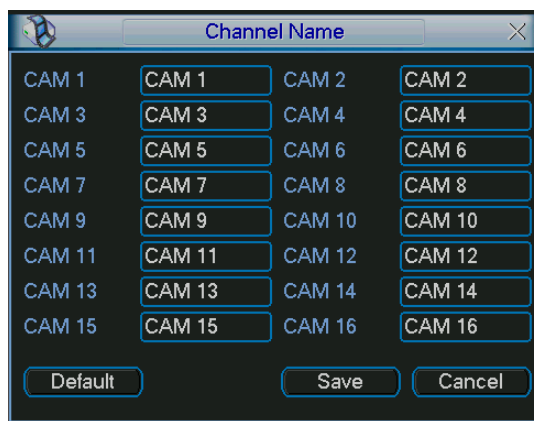 Channel Name
CAM 1 CAM 1 CAM 2 CAM 2
CAM 3 CAM 3 CAM 4 CAM 4
CAM 5 CAM 5 CAM 6 CAM 6
CAM 7 CAM 7 CAM 8 CAM 8
CAM 9 CAM 9 CAM 10 CAM 10
CAM 11 CAM 11 CAM 12 CAM 12
CAM 13 CAM 13 CAM 14 CAM 14
CAM 15 CAM 15 CAM 16 CAM 16
Default Save Cancel